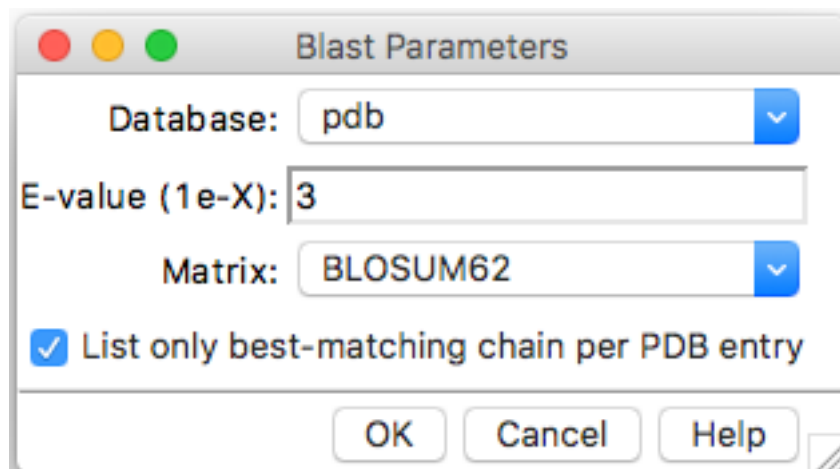 Blast Parameters
Database: pdb
E-value (1e-X): 3
Matrix: BLOSUM62
List only best-matching chain per PDB entry
OK Cancel Help